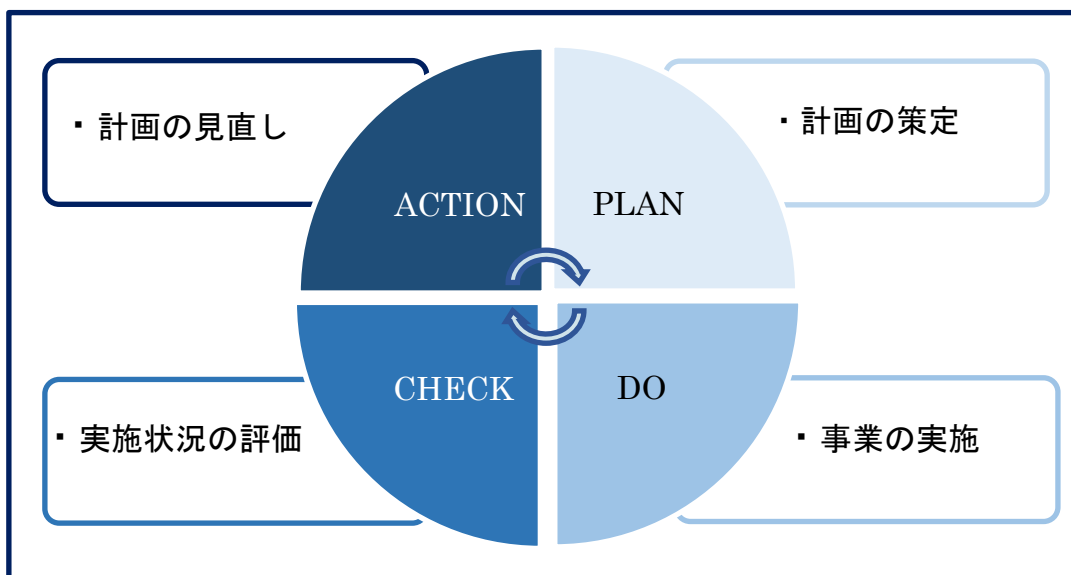 ・計画の見直し
・計画の策定
ACTION
PLAN
CHECK
DO
・実施状況の評価
・事業の実施